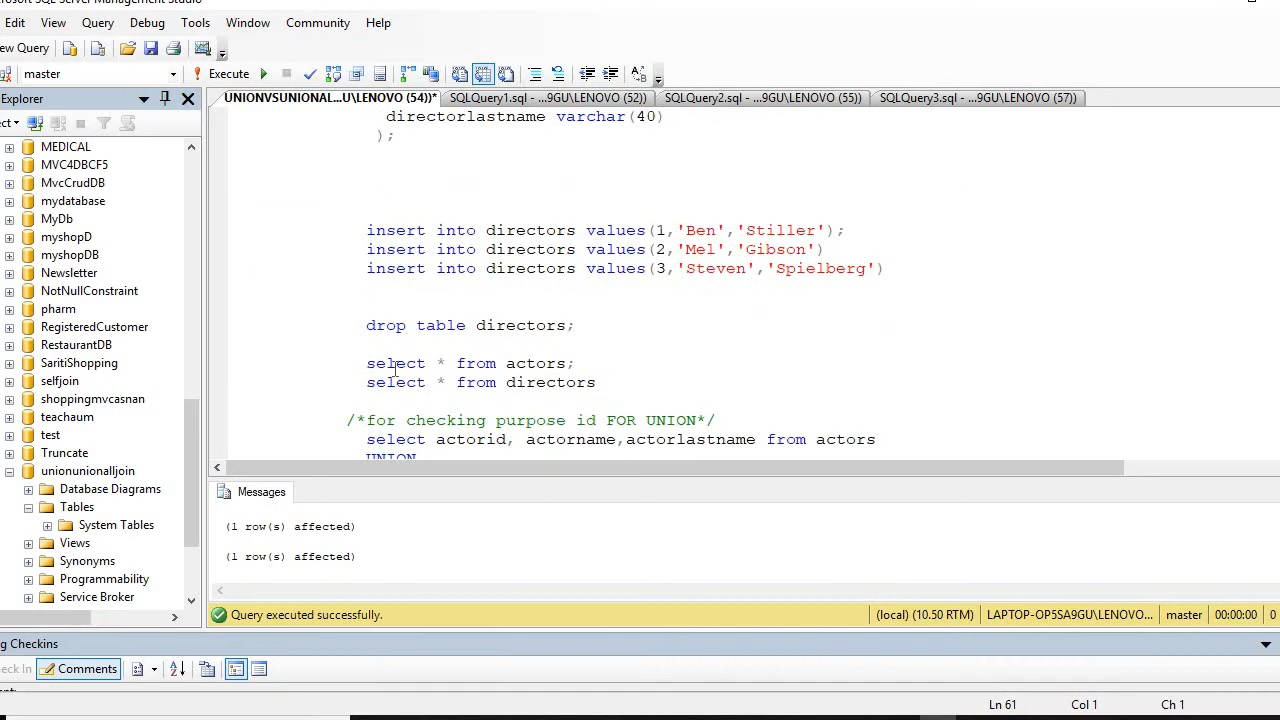 Edit View Query Debug Tools Window Community Help
ew Query
master Execute
Explorer
UNIONVSUNIONAL...U\LENOVO (54))* SQLQuery1.sql - ...9GU\LENOVO (52)) SQLQuery2.sql - ...9GU\LENOVO (55)) SQLQuery3.sql - ...9GU\LENOVO (57))
ect
MEDICAL
MVC4DBCF5
MvcCrudDB
mydatabase
MyDb
myshopD
myshopDB
Newsletter
NotNullConstraint
pharm
RegisteredCustomer
RestaurantDB
SaritiShopping
selfjoin
shoppingmvcasnan
teachaum
test
Truncate
unionunionalljoin
Database Diagrams
Tables
System Tables
Views
Synonyms
Programmability
Service Broker
directorlastname varchar(40)
);
insert into directors values(1,'Ben','Stiller');
insert into directors values(2,'Mel','Gibson')
insert into directors values(3,'Steven','Spielberg')
drop table directors;
select * from actors;
select * from directors
/*for checking purpose id FOR UNION*/
select actorid, actorname,actorlastname from actors
UNION
Messages
(1 row(s) affected)
(1 row(s) affected)
Query executed successfully. (local) (10.50 RTM) LAPTOP-OP5SA9GU\LENOVO... master 00:00:00 0
g Checkins
eck In Comments
Ln 61 Col 1 Ch 1